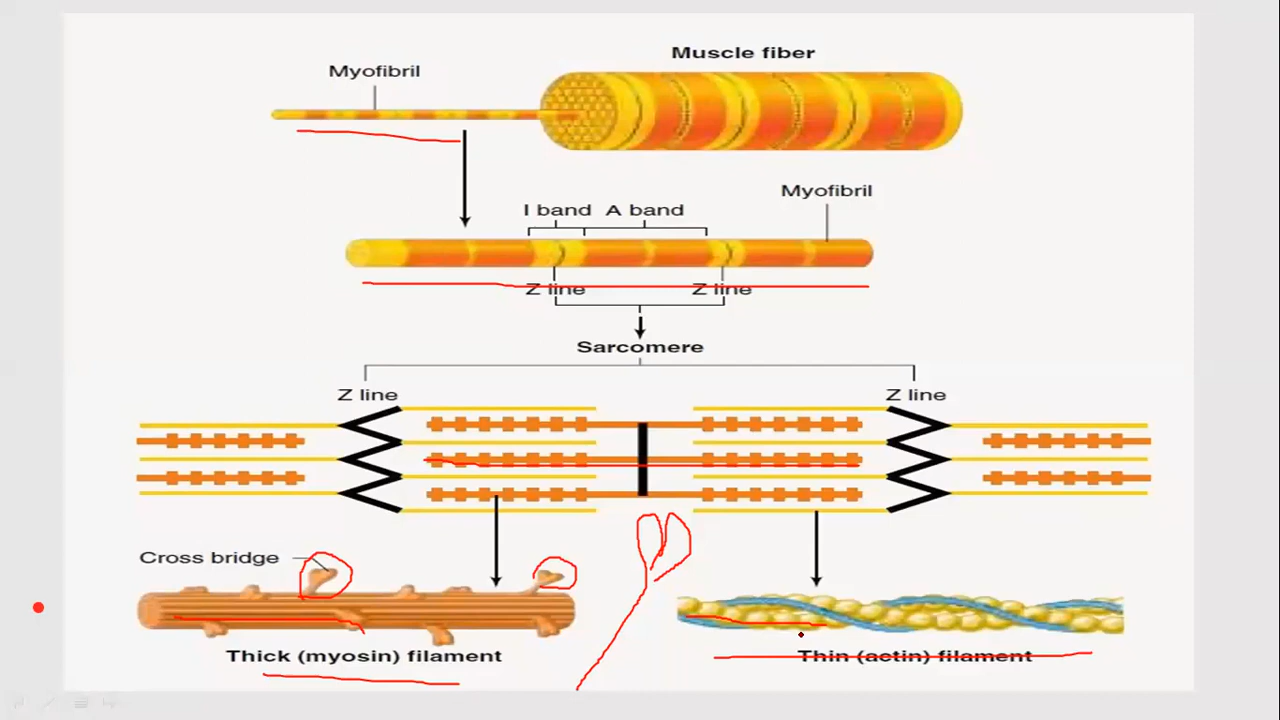 Muscle fiber
Myofibril
Myofibril
I band A band
Z line Z line
Sarcomere
Z line Z line
Cross bridge
Thick (myosin) filament Thin (actin) filament